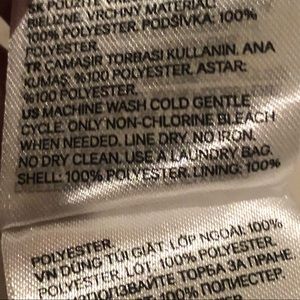 SK POUŽITE
BIELIZNE. VRCHNÝ MATERIÁL:
100% POLYESTER. PODŠÍVKA: 100%
POLYESTER.
TR ÇAMAŞIR TORBASI KULLANIN. ANA
KUMAŞ: %100 POLYESTER. ASTAR:
%100 POLYESTER.
US MACHINE WASH COLD GENTLE
CYCLE. ONLY NON-CHLORINE BLEACH
WHEN NEEDED. LINE DRY. NO IRON.
NO DRY CLEAN. USE A LAUNDRY BAG.
SHELL: 100% POLYESTER. LINING: 100%
POLYESTER.
VN DÙNG TÚI GIẶT. LỚP NGOÀI: 100%
POLYESTER. LÓT: 100% POLYESTER.
ИЗПОЛЗВАЙТЕ ТОРБА ЗА ПРАНЕ.
100% ПОЛИЕСТЕР